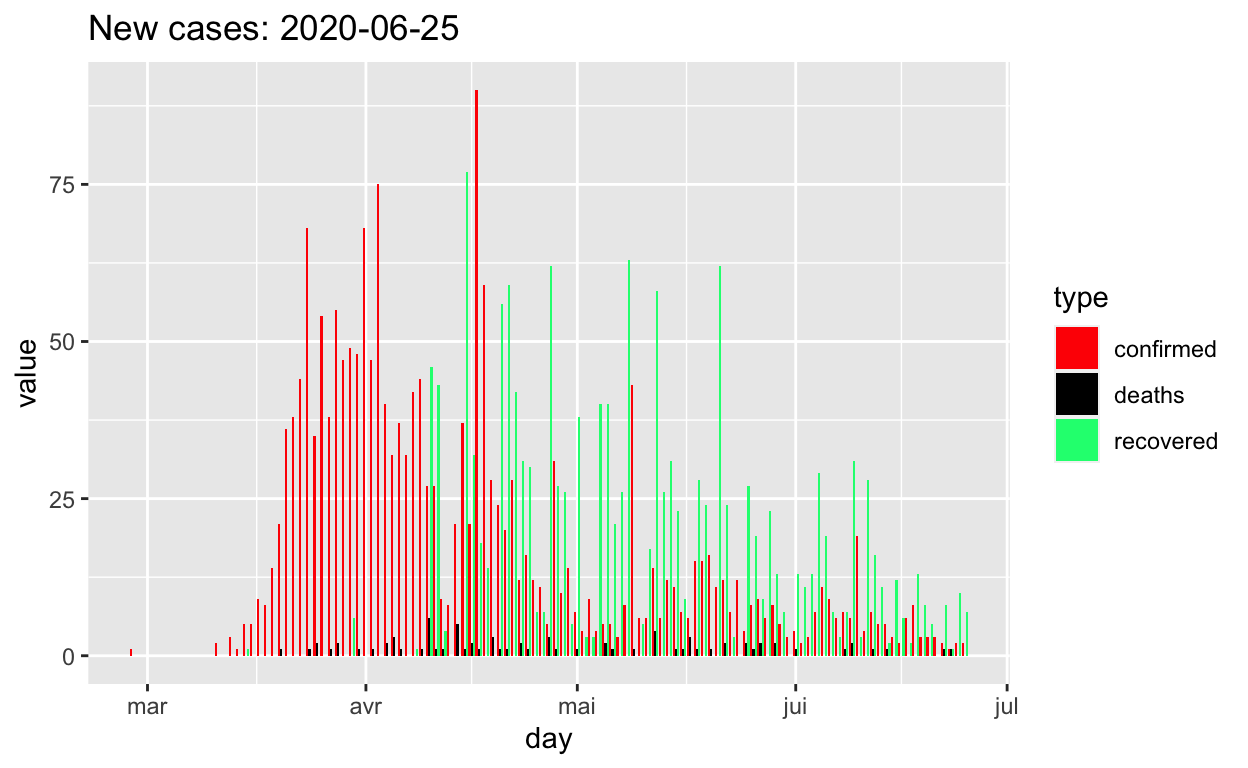 New cases: 2020-06-25
value
75
50
25
0
mar
avr
mai
jui
jul
day
type
confirmed
deaths
recovered